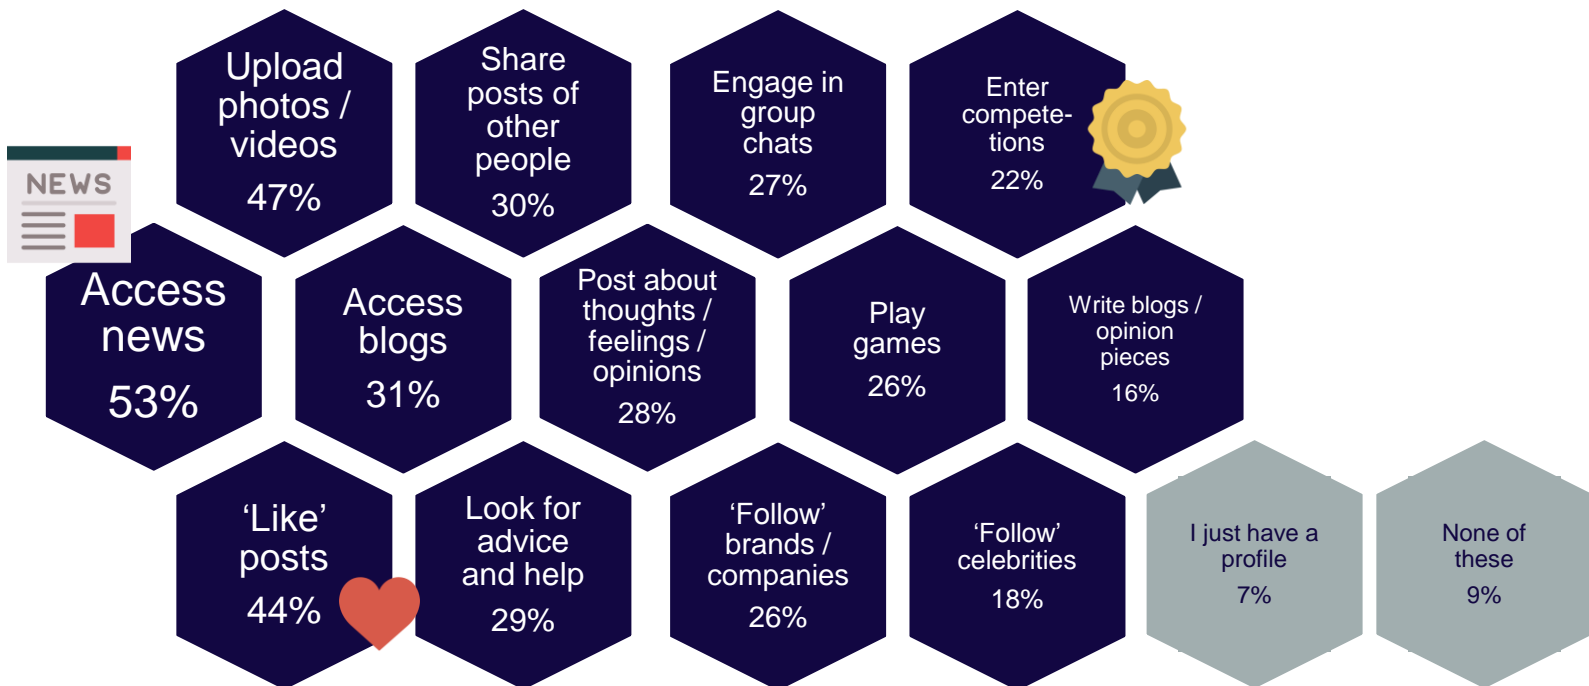 Upload
photos /
videos
47%
Share
posts of
other
people
30%
Engage in
group
chats
27%
Enter
compete-
tions
22%
NEWS
Access
news
53%
Access
blogs
31%
Post about
thoughts /
feelings /
opinions
28%
Play
games
26%
Write blogs /
opinion
pieces
16%
‘Like’
posts
44%
Look for
advice
and help
29%
‘Follow’
brands /
companies
26%
‘Follow’
celebrities
18%
I just have a
profile
7%
None of
these
9%